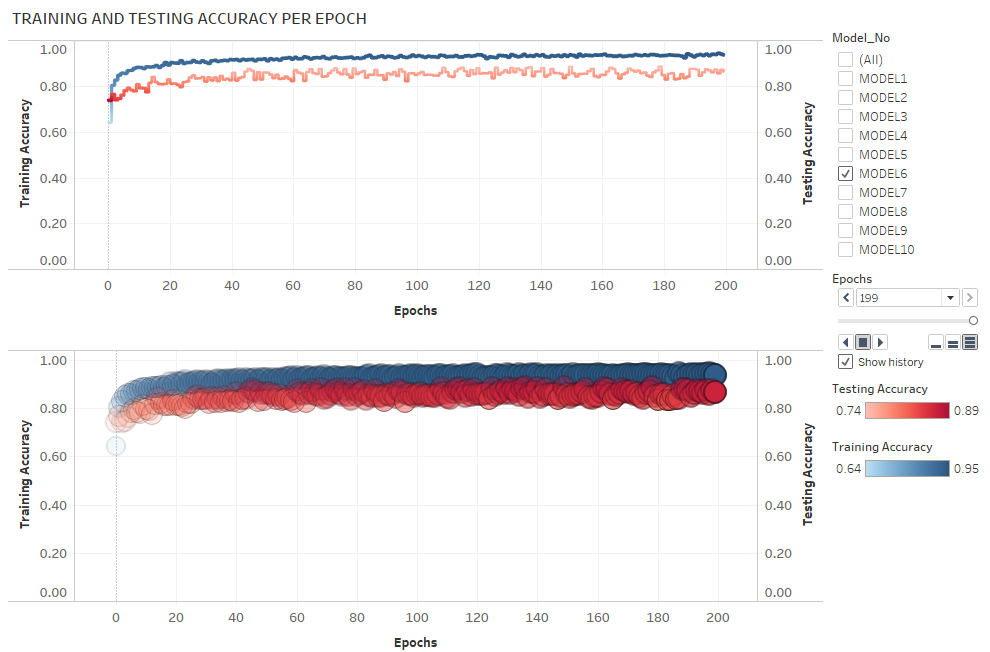 TRAINING AND TESTING ACCURACY PER EPOCH
1.00
0.80
0.60
0.40
0.20
0.00
Training Accuracy
1.00
0.80
0.60
0.40
0.20
0.00
Testing Accuracy
0 20 40 60 80 100 120 140 160 180 200
Epochs
1.00
0.80
0.60
0.40
0.20
0.00
Training Accuracy
1.00
0.80
0.60
0.40
0.20
0.00
Testing Accuracy
0 20 40 60 80 100 120 140 160 180 200
Epochs
Model_No
(All)
MODEL1
MODEL2
MODEL3
MODEL4
MODEL5
MODEL6
MODEL7
MODEL8
MODEL9
MODEL10
Epochs
199
Show history
Testing Accuracy
0.74 0.89
Training Accuracy
0.64 0.95